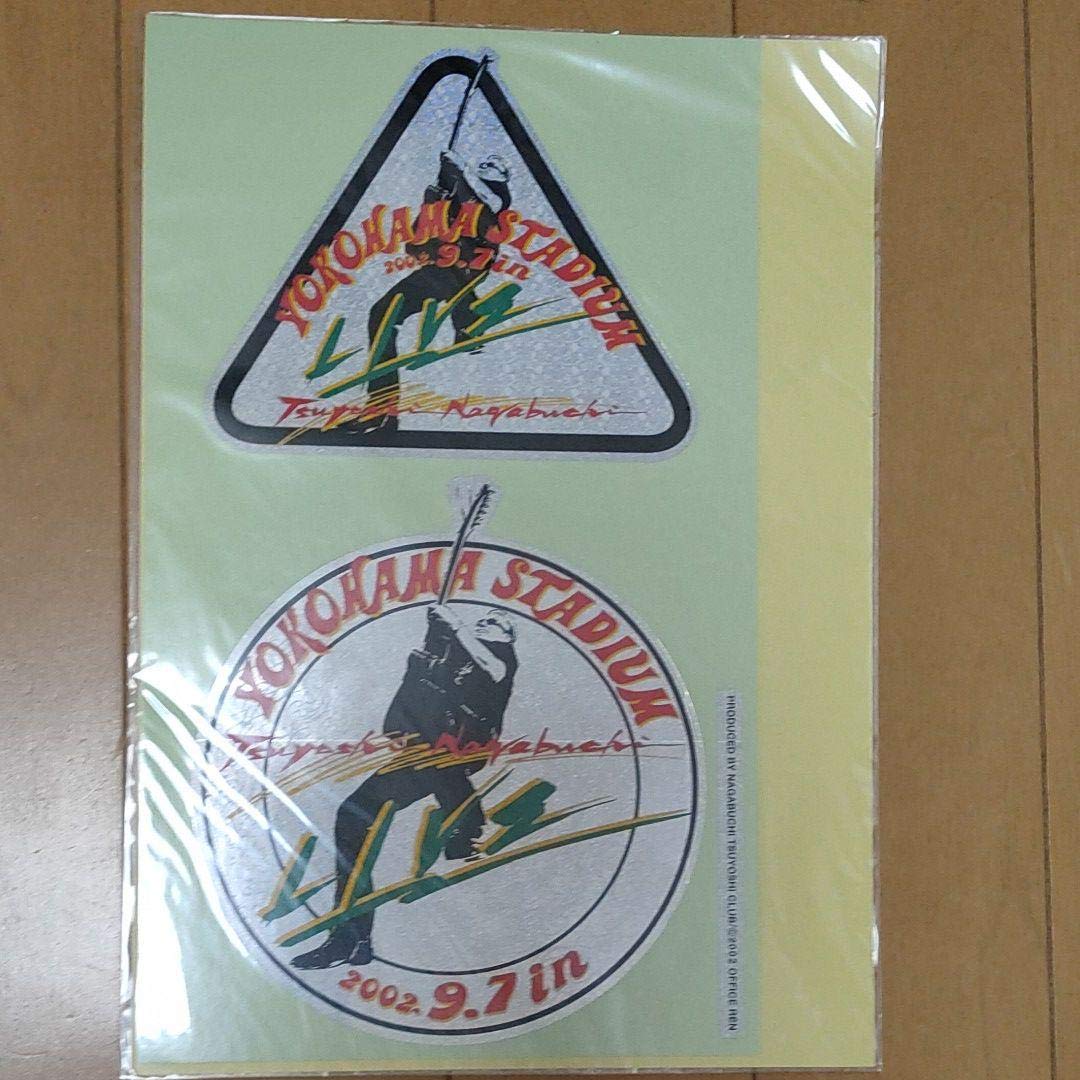 YOKOHAMA STADIUM
2002. 9.7 in
LIVE
Tsuyoshi Nagabuchi
YOKOHAMA STADIUM
Tsuyoshi Nagabuchi
LIVE
2002. 9.7 in
PRODUCED BY NAGABUCHI TSUYOSHI CLUB/©2002 OFFICE REN